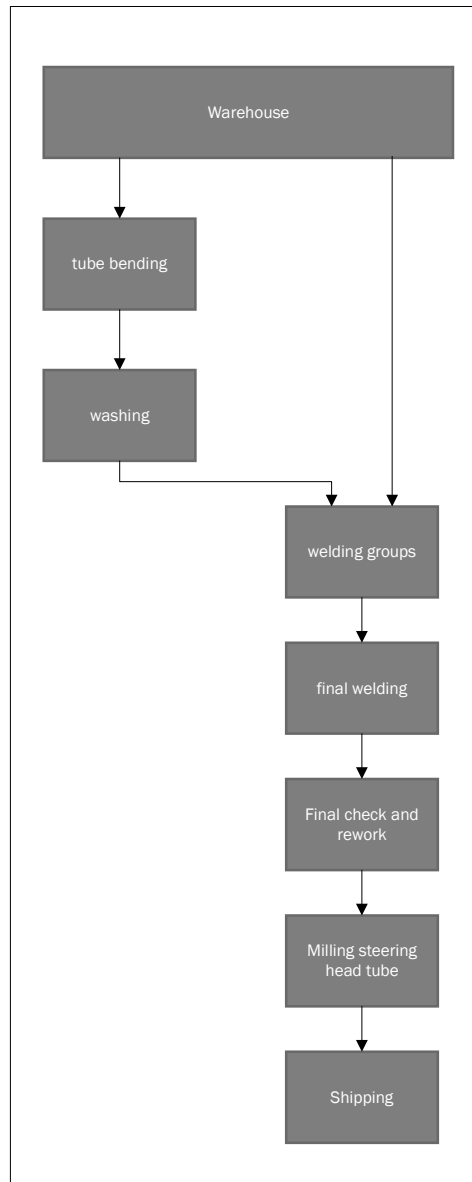 Warehouse
tube bending
washing
welding groups
final welding
Final check and
rework
Milling steering
head tube
Shipping